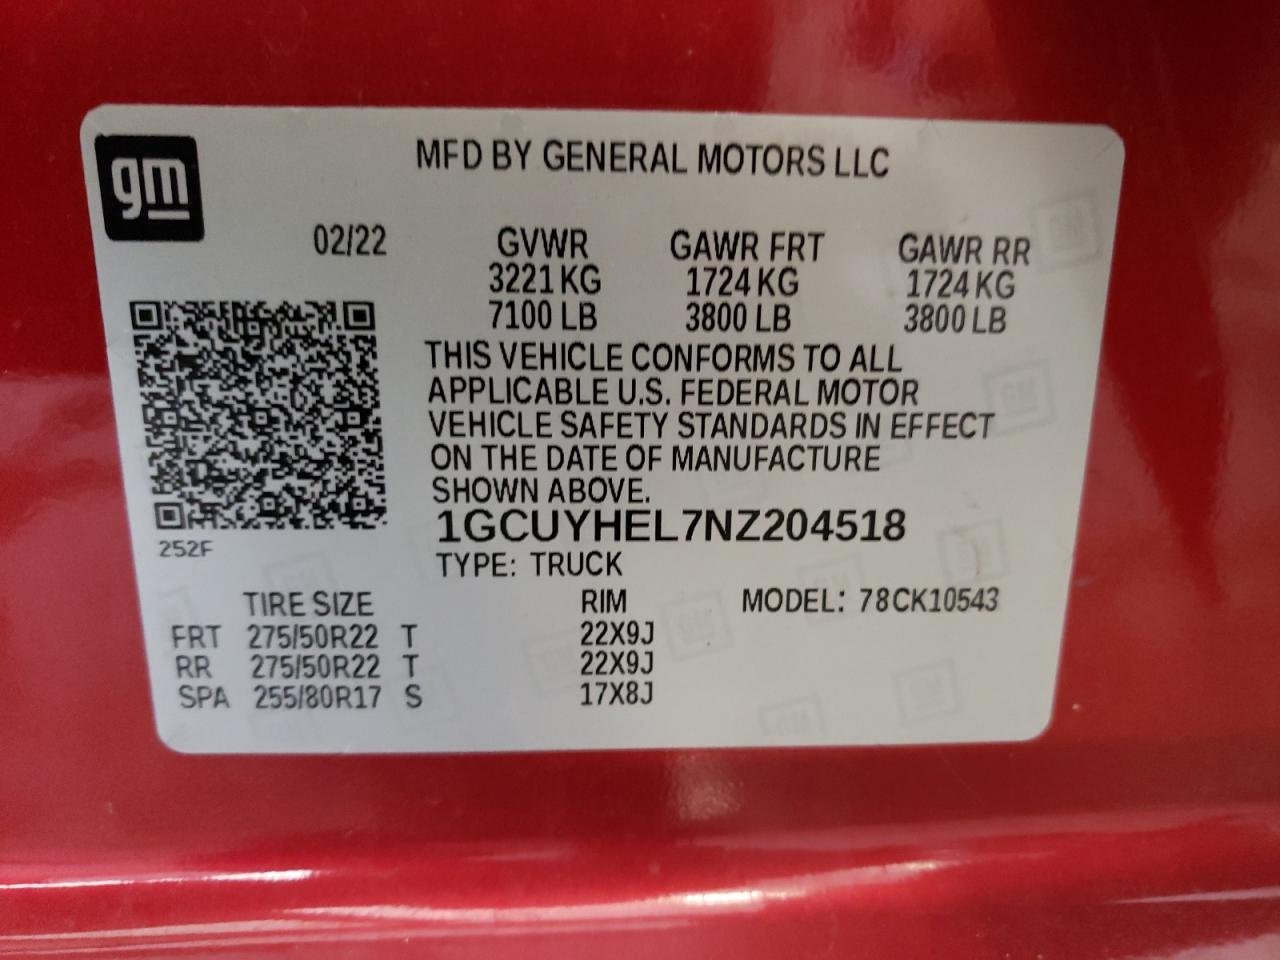 gm
MFD BY GENERAL MOTORS LLC
02/22 GVWR GAWR FRT GAWR RR
3221 KG 1724 KG 1724 KG
7100 LB 3800 LB 3800 LB
THIS VEHICLE CONFORMS TO ALL
APPLICABLE U.S. FEDERAL MOTOR
VEHICLE SAFETY STANDARDS IN EFFECT
ON THE DATE OF MANUFACTURE
SHOWN ABOVE.
1GCUYHEL7NZ204518
252F
TYPE: TRUCK
TIRE SIZE RIM MODEL: 78CK10543
FRT 275/50R22 T 22X9J
RR 275/50R22 T 22X9J
SPA 255/80R17 S 17X8J